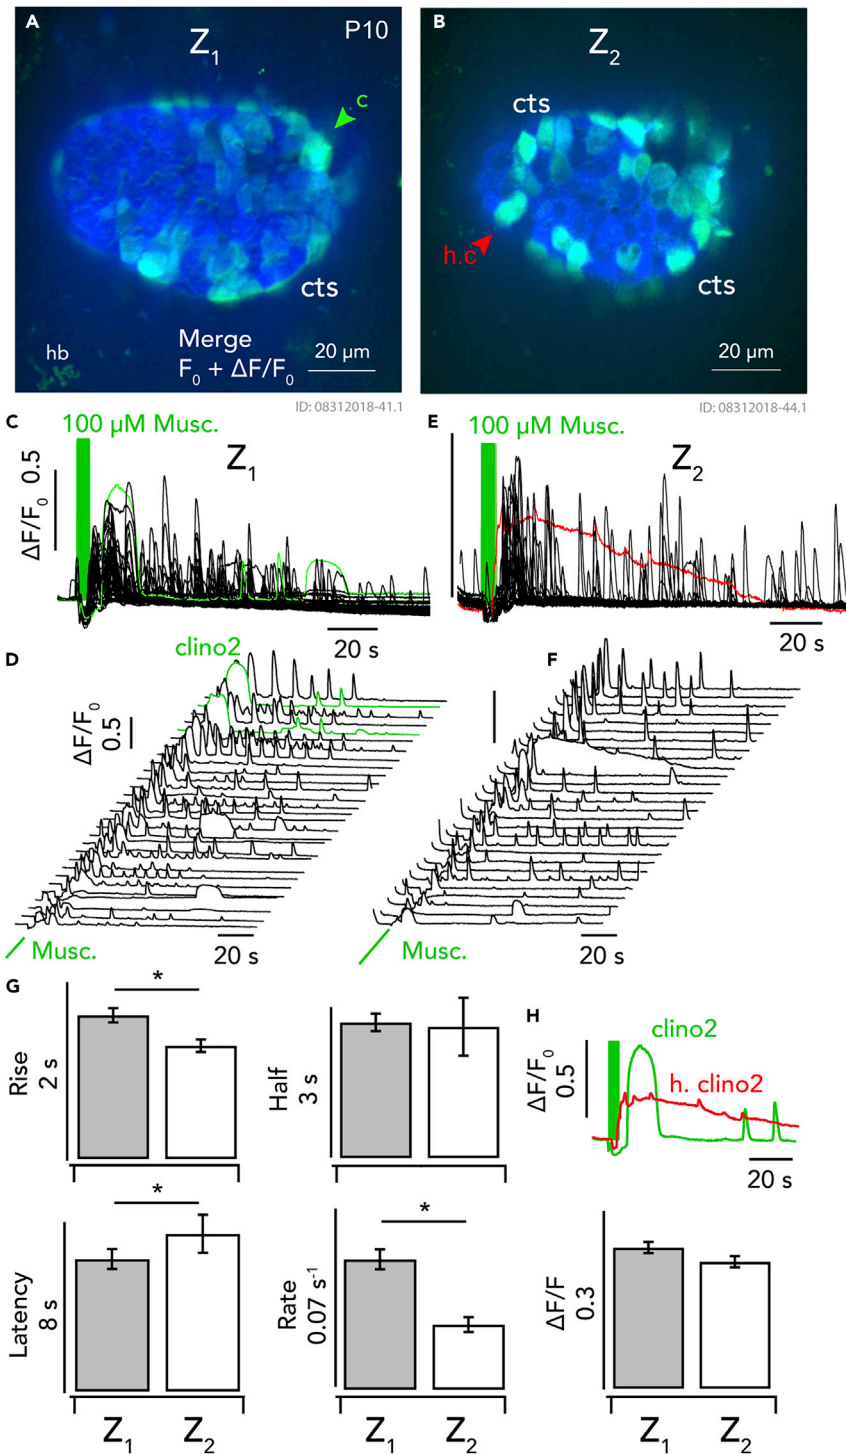 A
Z₁
P10
c
cts
hb
Merge
F₀ + ΔF/F₀
20 µm
ID: 08312018-41.1
B
Z₂
cts
h.c
cts
20 µm
ID: 08312018-44.1
C
100 µM Musc.
Z₁
ΔF/F₀ 0.5
20 s
E
100 µM Musc.
Z₂
20 s
D
clino2
ΔF/F₀
0.5
20 s
Musc.
F
20 s
Musc.
G
*
Rise
2 s
Half
3 s
H
clino2
h. clino2
ΔF/F₀
0.5
20 s
*
Latency
8 s
Z₁ Z₂
*
Rate
0.07 s⁻¹
Z₁ Z₂
ΔF/F
0.3
Z₁ Z₂